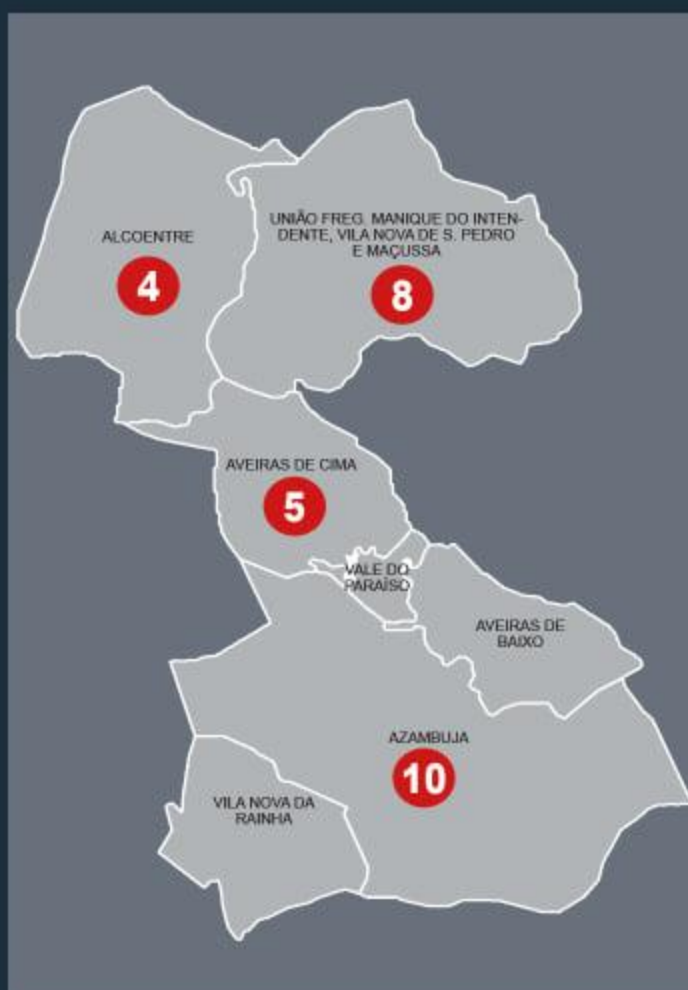 ALCOENTRE
4
UNIÃO FREG. MANIQUE DO INTEN-
DENTE, VILA NOVA DE S. PEDRO
E MAÇUSSA
8
AVEIRAS DE CIMA
5
VALE DO
PARAÍSO
AVEIRAS DE
BAIXO
AZAMBUJA
10
VILA NOVA DA
RAINHA